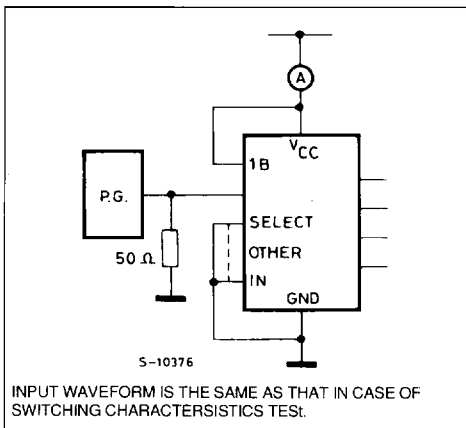 A
VCC
1B
P.G.
SELECT
50 Ω
OTHER
IN
GND
S-10376
INPUT WAVEFORM IS THE SAME AS THAT IN CASE OF
SWITCHING CHARACTERSISTICS TESt.